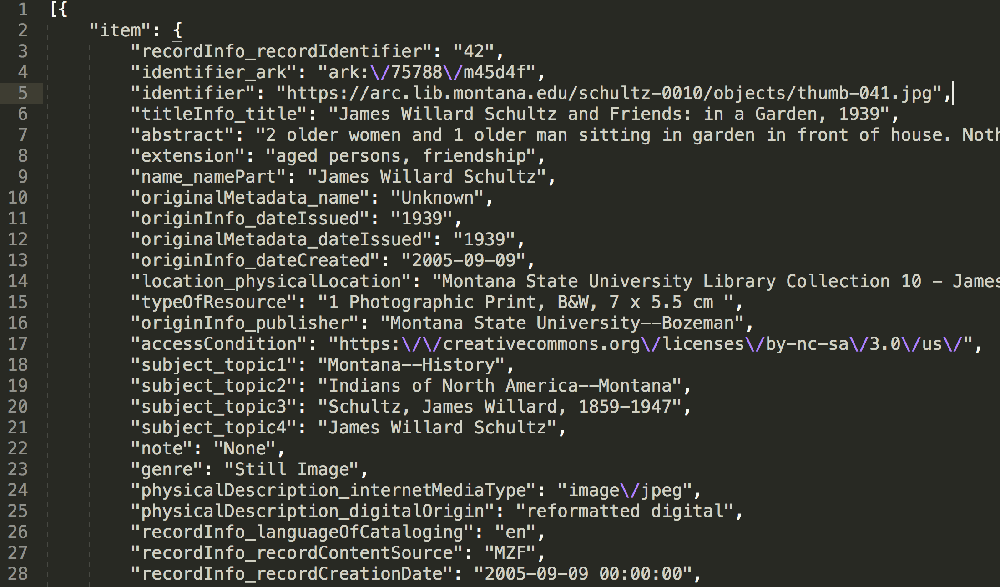 1 [{
2 "item": {
3 "recordInfo_recordIdentifier": "42",
4 "identifier_ark": "ark:\/75788\/m45d4f",
5 "identifier": "https://arc.lib.montana.edu/schultz-0010/objects/thumb-041.jpg",
6 "titleInfo_title": "James Willard Schultz and Friends: in a Garden, 1939",
7 "abstract": "2 older women and 1 older man sitting in garden in front of house. Noth
8 "extension": "aged persons, friendship",
9 "name_namePart": "James Willard Schultz",
10 "originalMetadata_name": "Unknown",
11 "originInfo_dateIssued": "1939",
12 "originalMetadata_dateIssued": "1939",
13 "originInfo_dateCreated": "2005-09-09",
14 "location_physicalLocation": "Montana State University Library Collection 10 - James
15 "typeOfResource": "1 Photographic Print, B&W, 7 x 5.5 cm ",
16 "originInfo_publisher": "Montana State University--Bozeman",
17 "accessCondition": "https:\/\/creativecommons.org\/licenses\/by-nc-sa\/3.0\/us\/",
18 "subject_topic1": "Montana--History",
19 "subject_topic2": "Indians of North America--Montana",
20 "subject_topic3": "Schultz, James Willard, 1859-1947",
21 "subject_topic4": "James Willard Schultz",
22 "note": "None",
23 "genre": "Still Image",
24 "physicalDescription_internetMediaType": "image\/jpeg",
25 "physicalDescription_digitalOrigin": "reformatted digital",
26 "recordInfo_languageOfCataloging": "en",
27 "recordInfo_recordContentSource": "MZF",
28 "recordInfo_recordCreationDate": "2005-09-09 00:00:00",